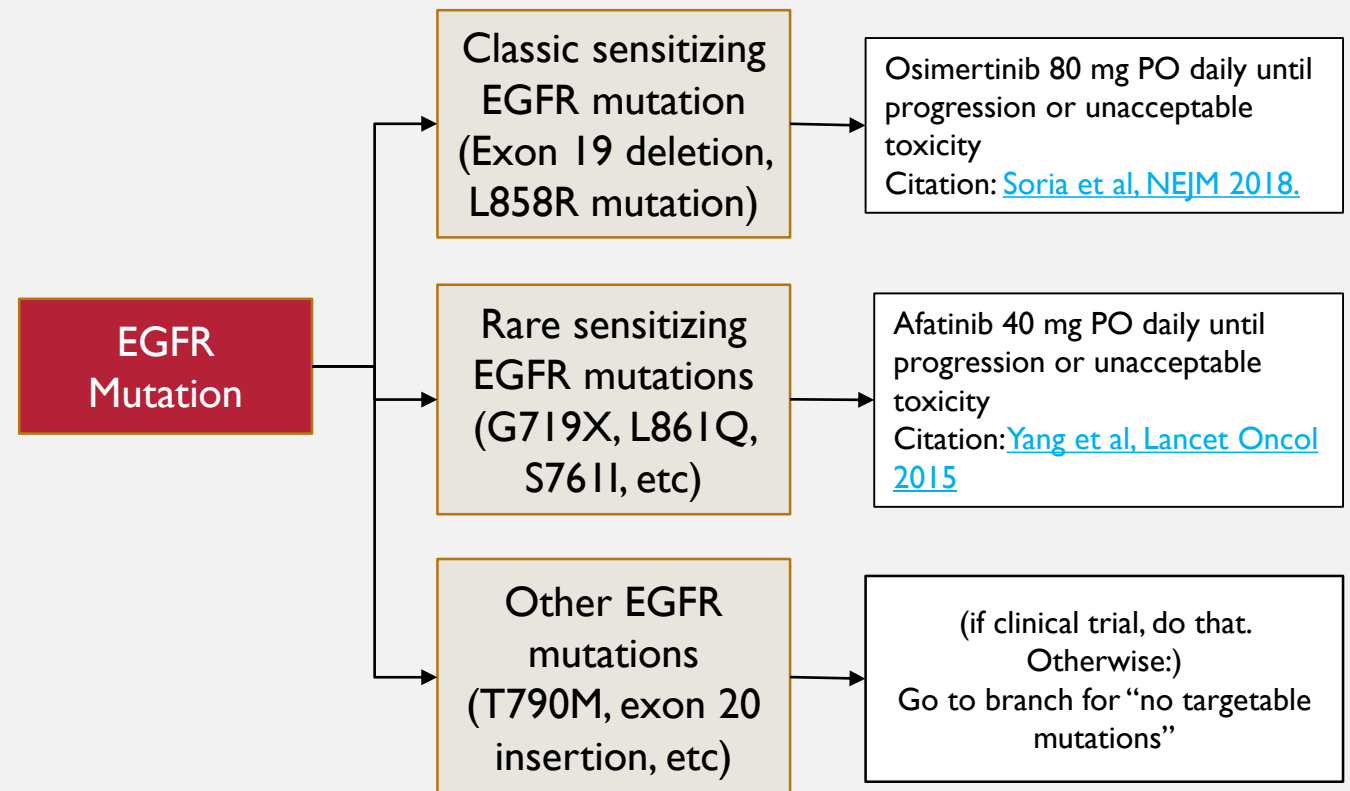 Classic sensitizing
EGFR mutation
(Exon 19 deletion,
L858R mutation)
Osimertinib 80 mg PO daily until
progression or unacceptable
toxicity
Citation: Soria et al, NEJM 2018.
EGFR
Mutation
Rare sensitizing
EGFR mutations
(G719X, L861Q,
S761I, etc)
Afatinib 40 mg PO daily until
progression or unacceptable
toxicity
Citation: Yang et al, Lancet Oncol
2015
Other EGFR
mutations
(T790M, exon 20
insertion, etc)
(if clinical trial, do that.
Otherwise:)
Go to branch for “no targetable
mutations”